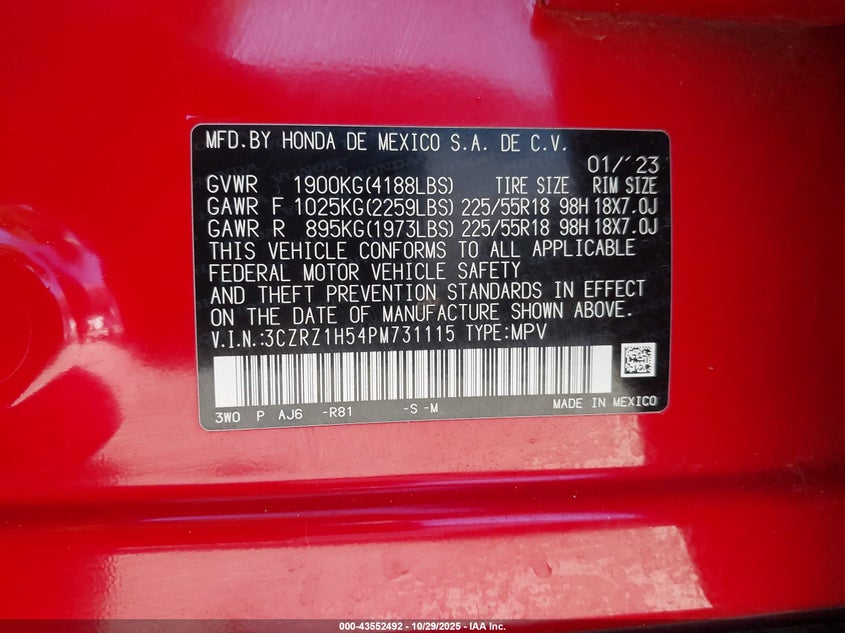 MFD.BY HONDA DE MEXICO S.A. DE C.V.
01/'23
GVWR 1900KG(4188LBS) TIRE SIZE RIM SIZE
GAWR F 1025KG(2259LBS) 225/55R18 98H 18X7.0J
GAWR R 895KG(1973LBS) 225/55R18 98H 18X7.0J
THIS VEHICLE CONFORMS TO ALL APPLICABLE
FEDERAL MOTOR VEHICLE SAFETY
AND THEFT PREVENTION STANDARDS IN EFFECT
ON THE DATE OF MANUFACTURE SHOWN ABOVE.
V.I.N.:3CZRZ1H54PM731115 TYPE:MPV
3WO P AJ6 -R81 -S -M MADE IN MEXICO
000-43552492 - 10/29/2025 - IAA Inc.